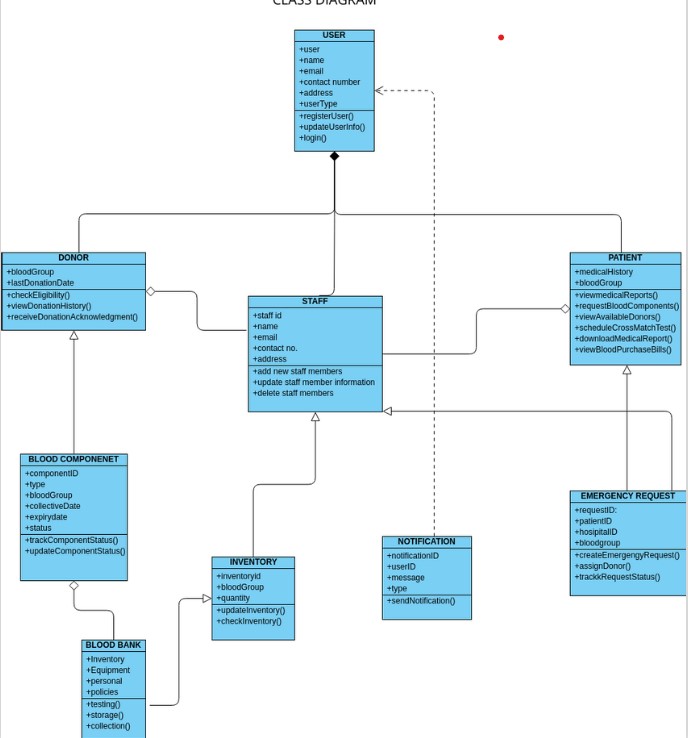 CLASS DIAGRAM
USER
+user
+name
+email
+contact number
+address
+userType
+registerUser()
+updateUserInfo()
+login()
DONOR
+bloodGroup
+lastDonationDate
+checkEligibility()
+viewDonationHistory()
+receiveDonationAcknowledgment()
STAFF
+staff id
+name
+email
+contact no.
+address
+add new staff members
+update staff member information
+delete staff members
PATIENT
+medicalHistory
+bloodGroup
+viewmedicalReports()
+requestBloodComponents()
+viewAvailableDonors()
+scheduleCrossMatchTest()
+downloadMedicalReport()
+viewBloodPurchaseBills()
BLOOD COMPONENET
+componentID
+type
+bloodGroup
+collectiveDate
+expirydate
+status
+trackComponentStatus()
+updateComponentStatus()
INVENTORY
+inventoryid
+bloodGroup
+quantity
+updateInventory()
+checkInventory()
NOTIFICATION
+notificationID
+userID
+message
+type
+sendNotification()
EMERGENCY REQUEST
+requestID:
+patientID
+hosipitalID
+bloodgroup
+createEmergengyRequest()
+assignDonor()
+trackkRequestStatus()
BLOOD BANK
+Inventory
+Equipment
+personal
+policies
+testing()
+storage()
+collection()